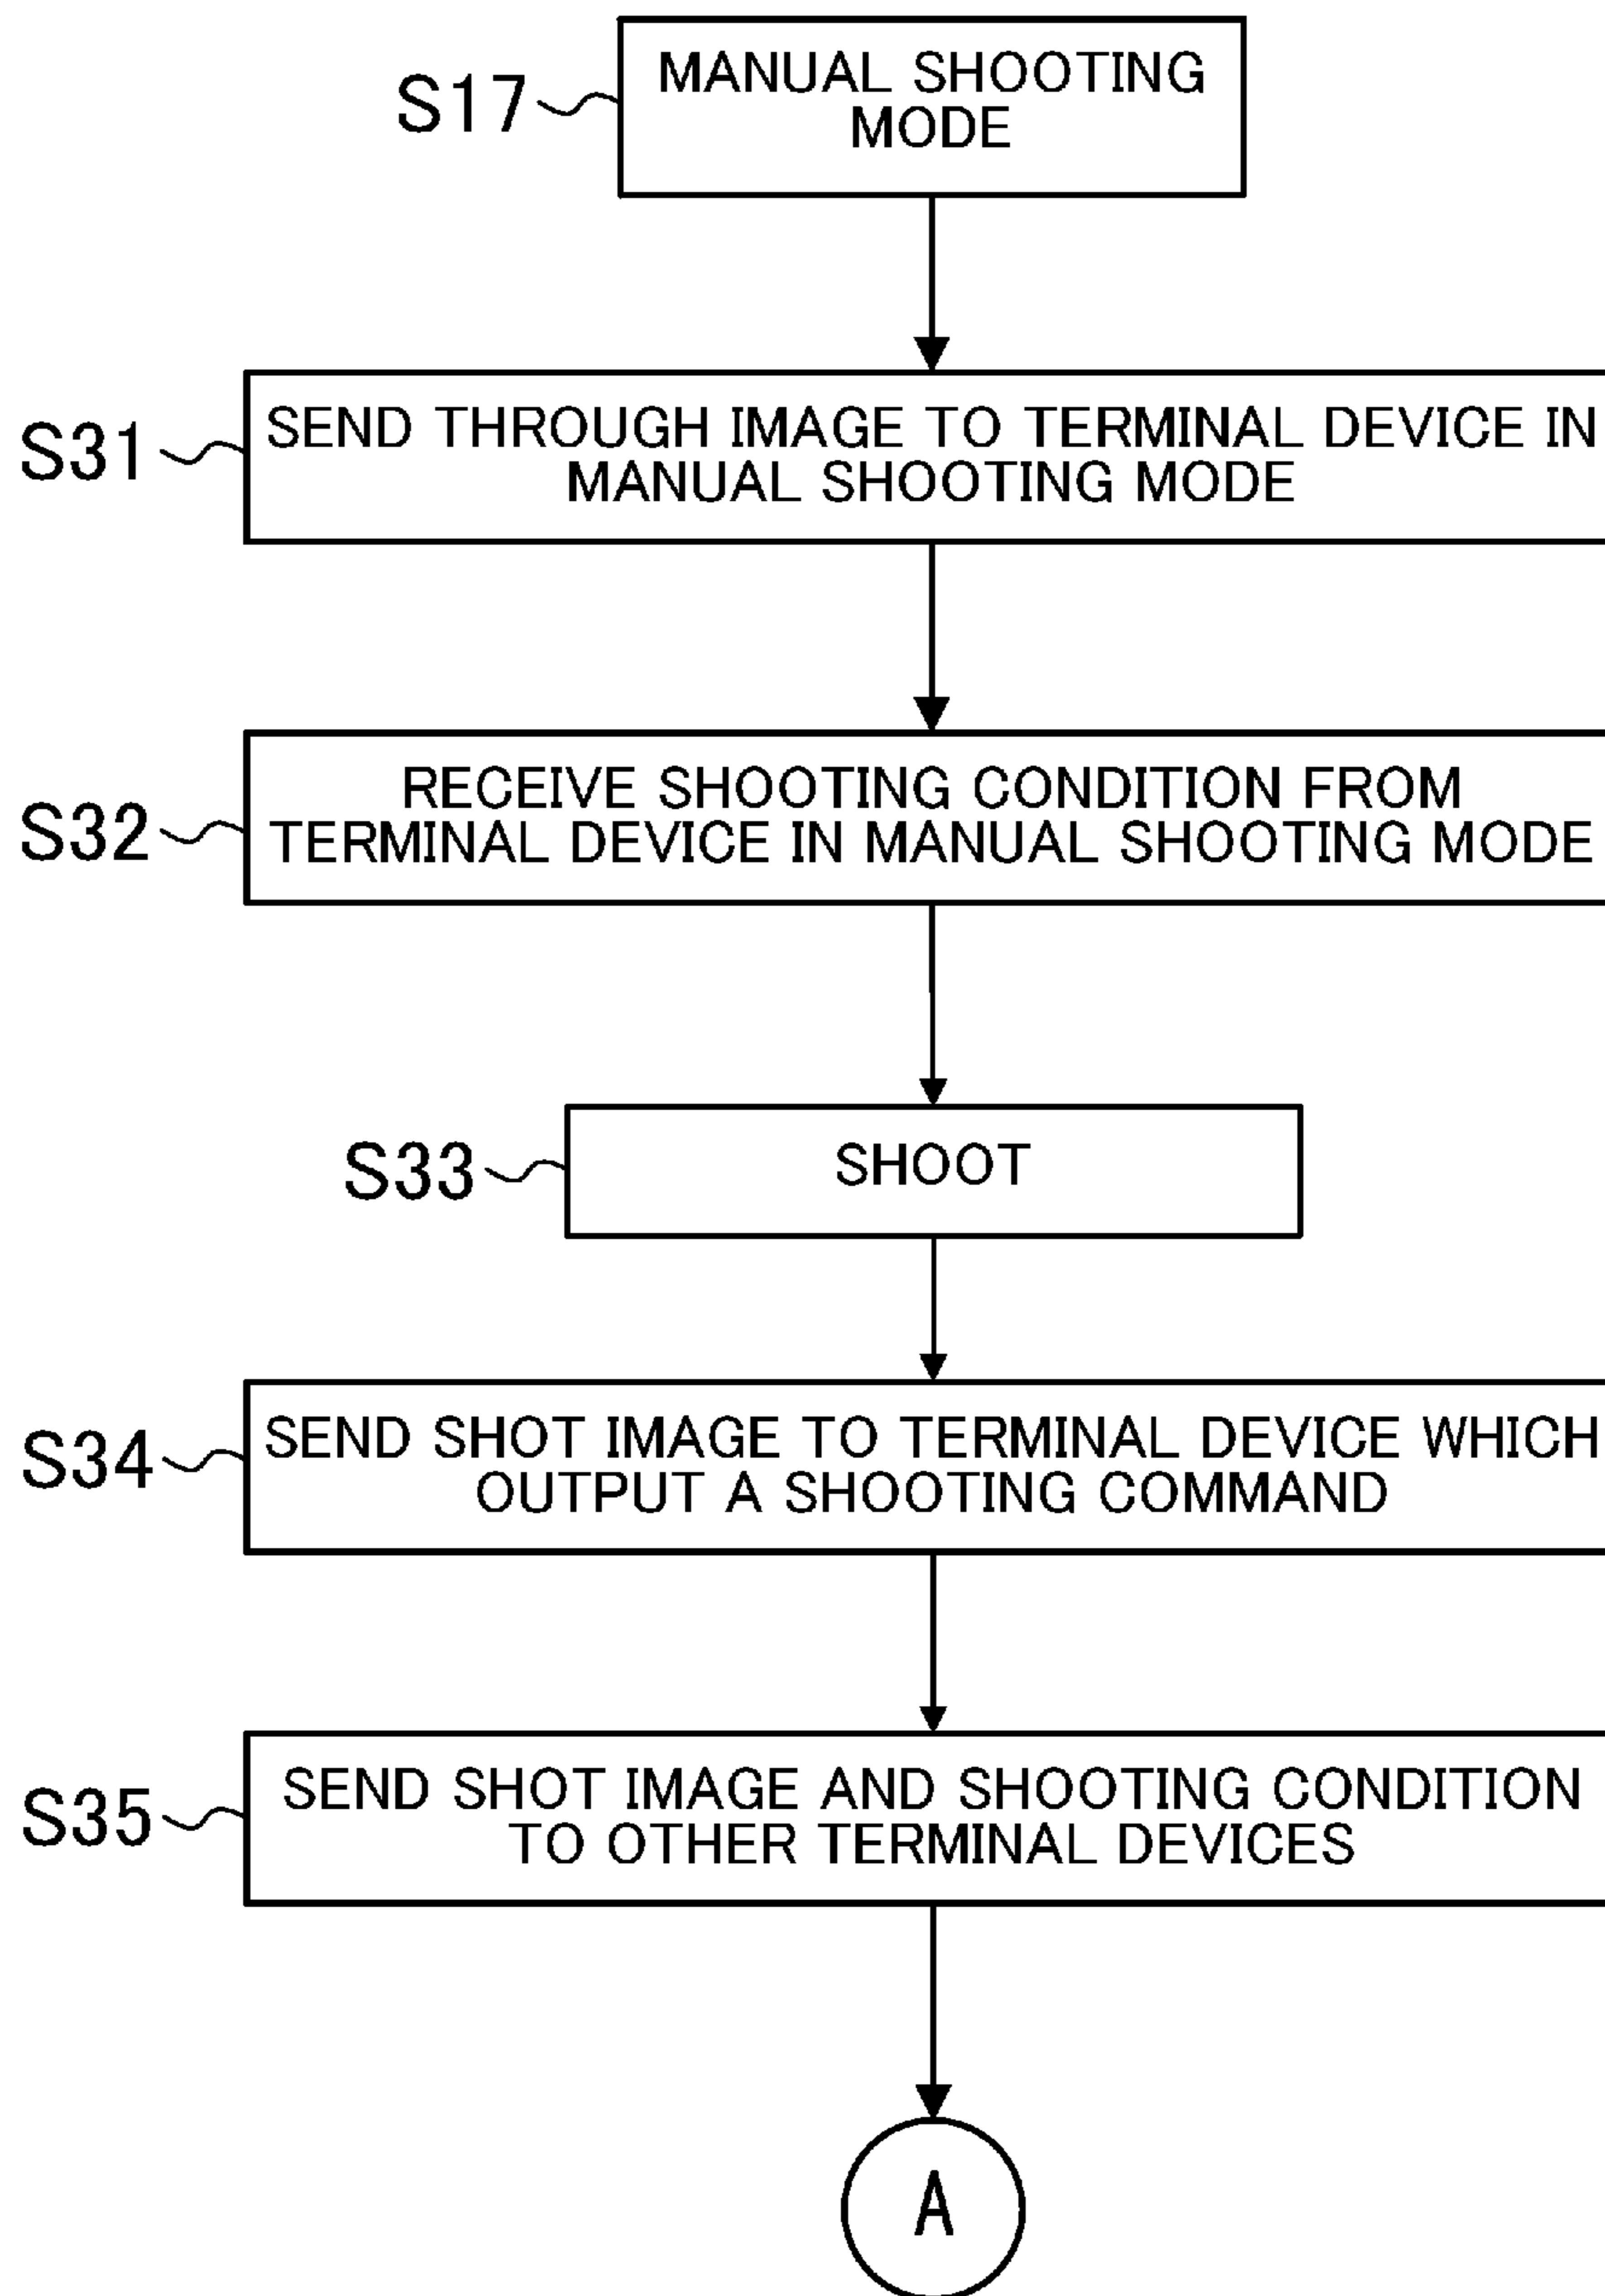 S17
MANUAL SHOOTING
MODE
S31
SEND THROUGH IMAGE TO TERMINAL DEVICE IN
MANUAL SHOOTING MODE
S32
RECEIVE SHOOTING CONDITION FROM
TERMINAL DEVICE IN MANUAL SHOOTING MODE
S33
SHOOT
S34
SEND SHOT IMAGE TO TERMINAL DEVICE WHICH
OUTPUT A SHOOTING COMMAND
S35
SEND SHOT IMAGE AND SHOOTING CONDITION
TO OTHER TERMINAL DEVICES
A